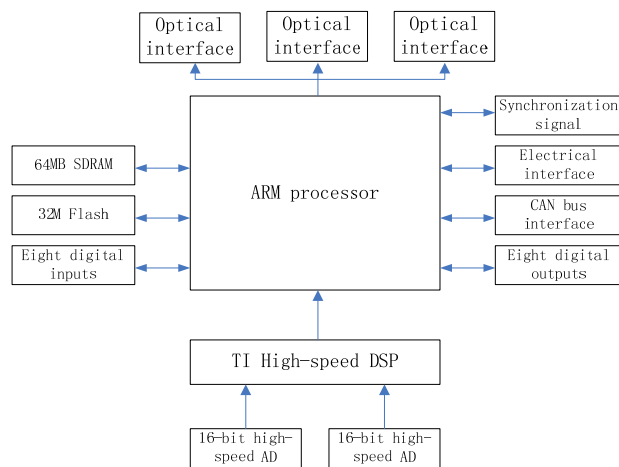 Optical
interface
Optical
interface
Optical
interface
Synchronization
signal
64MB SDRAM
Electrical
interface
ARM processor
32M Flash
CAN bus
interface
Eight digital
inputs
Eight digital
outputs
TI High-speed DSP
16-bit high-
speed AD
16-bit high-
speed AD